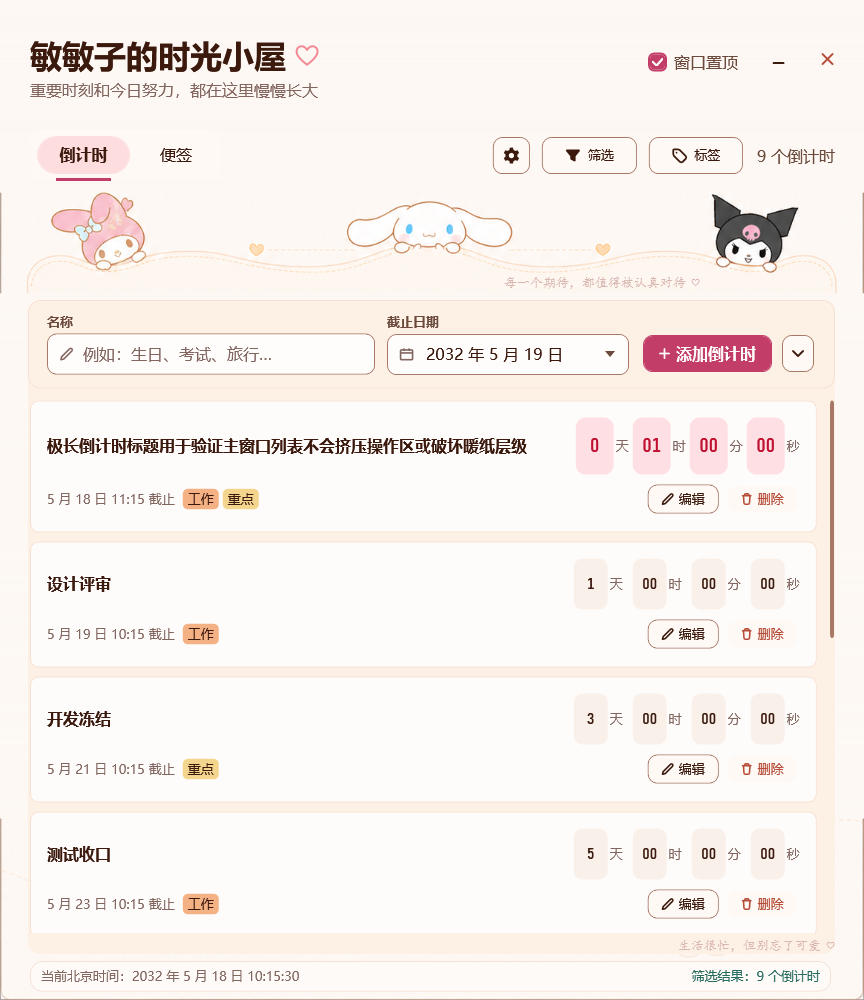 敏敏子的时光小屋
窗口置顶
重要时刻和今日努力，都在这里慢慢长大
倒计时 便签 筛选 标签 9 个倒计时
每一个期待，都值得被认真对待 ♡
名称 截止日期
例如：生日、考试、旅行... 2032 年 5 月 19 日 + 添加倒计时
极长倒计时标题用于验证主窗口列表不会挤压操作区或破坏暖纸层级 0 天 01 时 00 分 00 秒
5 月 18 日 11:15 截止 工作 重点 编辑 删除
设计评审 1 天 00 时 00 分 00 秒
5 月 19 日 10:15 截止 工作 编辑 删除
开发冻结 3 天 00 时 00 分 00 秒
5 月 21 日 10:15 截止 重点 编辑 删除
测试收口 5 天 00 时 00 分 00 秒
5 月 23 日 10:15 截止 工作 编辑 删除
生活很忙，但别忘了可爱 ♡
当前北京时间：2032 年 5 月 18 日 10:15:30 筛选结果：9 个倒计时